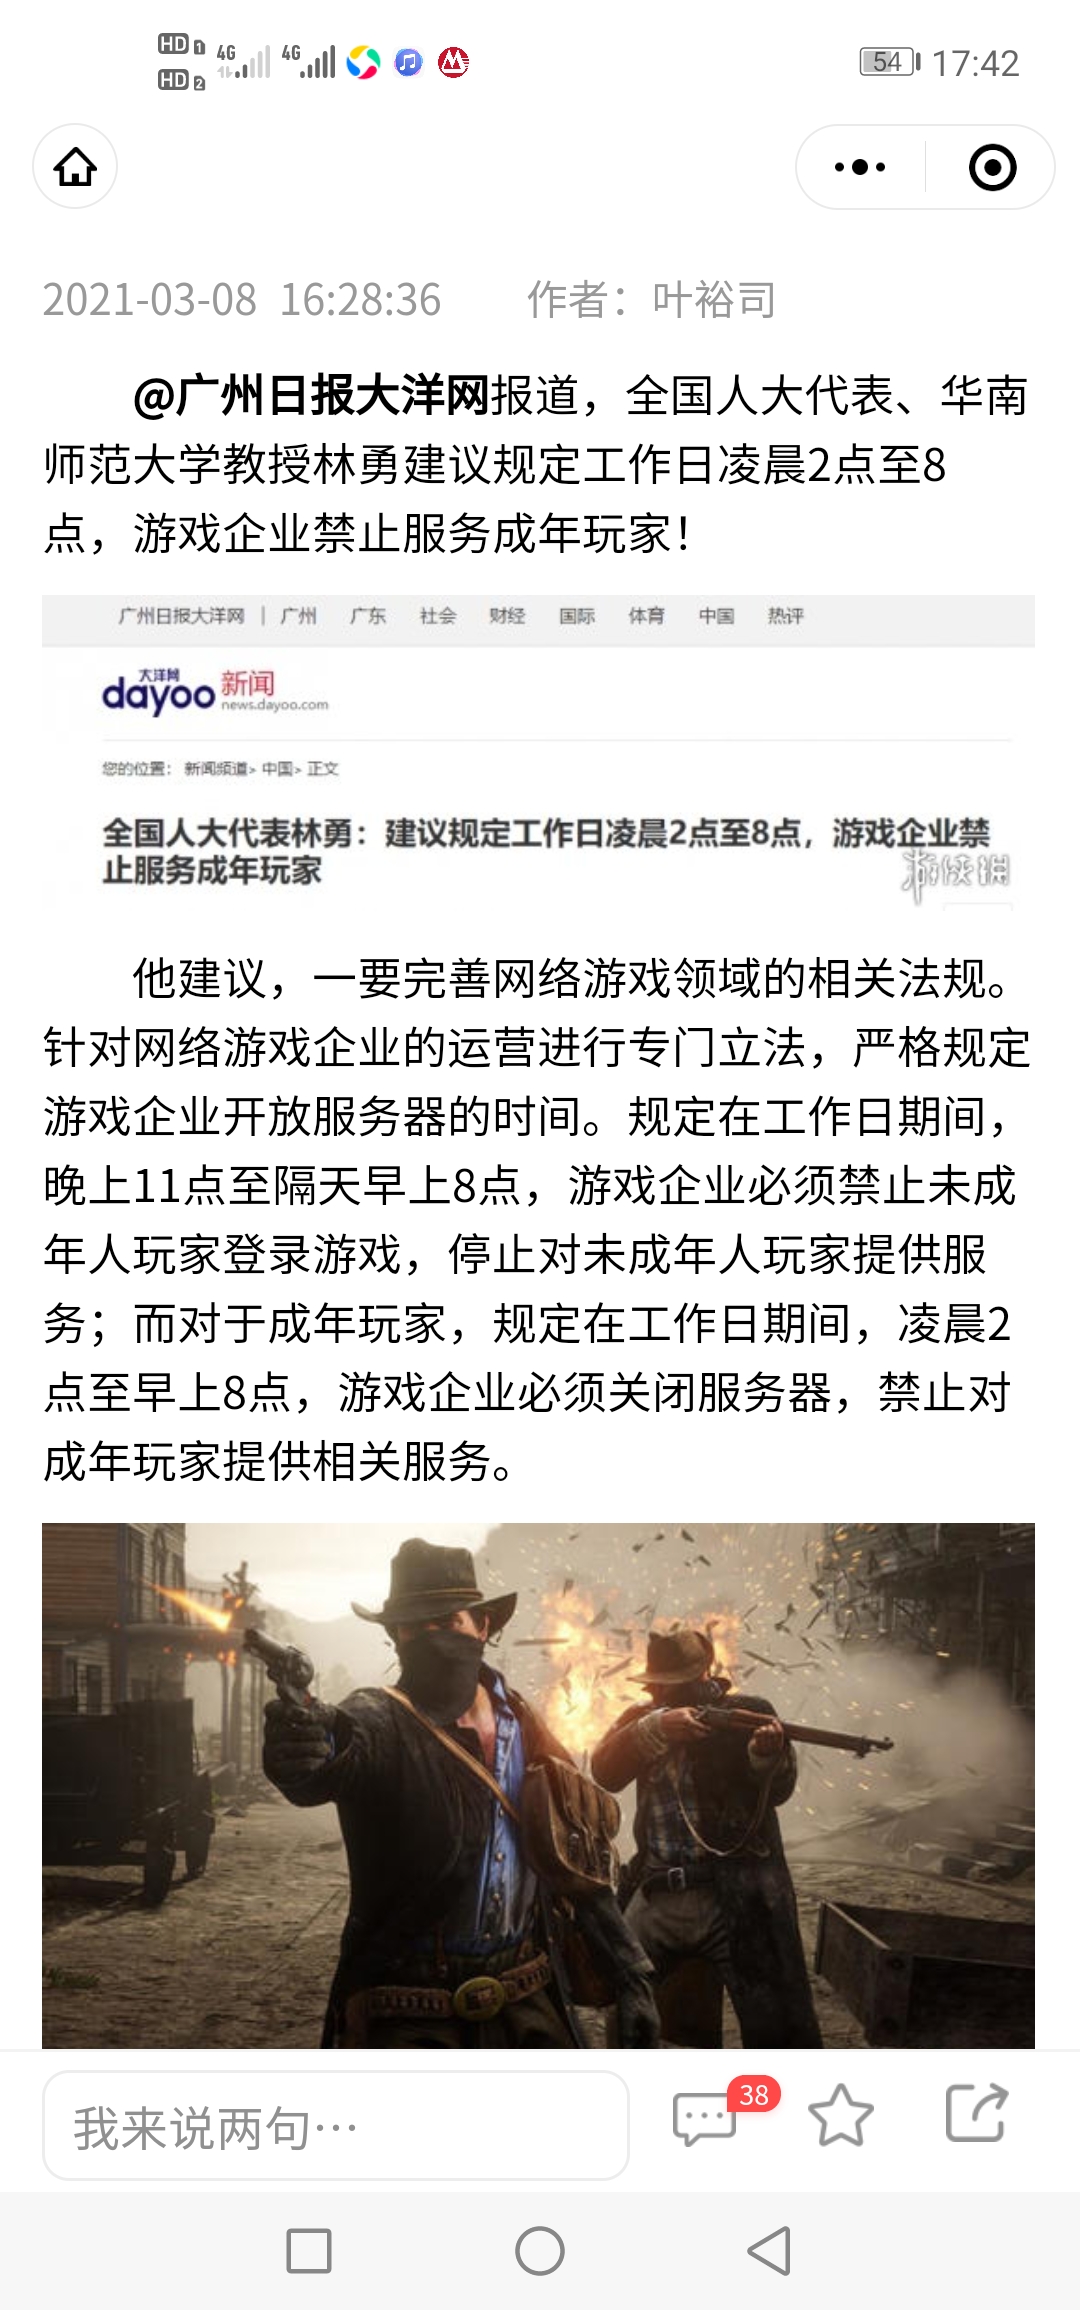 HD 1 4G 4G 54 17:42
HD 2
2021-03-08 16:28:36 作者：叶裕司
@广州日报大洋网报道，全国人大代表、华南
师范大学教授林勇建议规定工作日凌晨2点至8
点，游戏企业禁止服务成年玩家！
广州日报大洋网 | 广州 广东 社会 财经 国际 体育 中国 热评
大洋网
dayoo 新闻
news.dayoo.com
您的位置： 新闻频道> 中国> 正文
全国人大代表林勇：建议规定工作日凌晨2点至8点，游戏企业禁
止服务成年玩家
游侠网
他建议，一要完善网络游戏领域的相关法规。
针对网络游戏企业的运营进行专门立法，严格规定
游戏企业开放服务器的时间。规定在工作日期间，
晚上11点至隔天早上8点，游戏企业必须禁止未成
年人玩家登录游戏，停止对未成年人玩家提供服
务；而对于成年玩家，规定在工作日期间，凌晨2
点至早上8点，游戏企业必须关闭服务器，禁止对
成年玩家提供相关服务。
我来说两句…
38